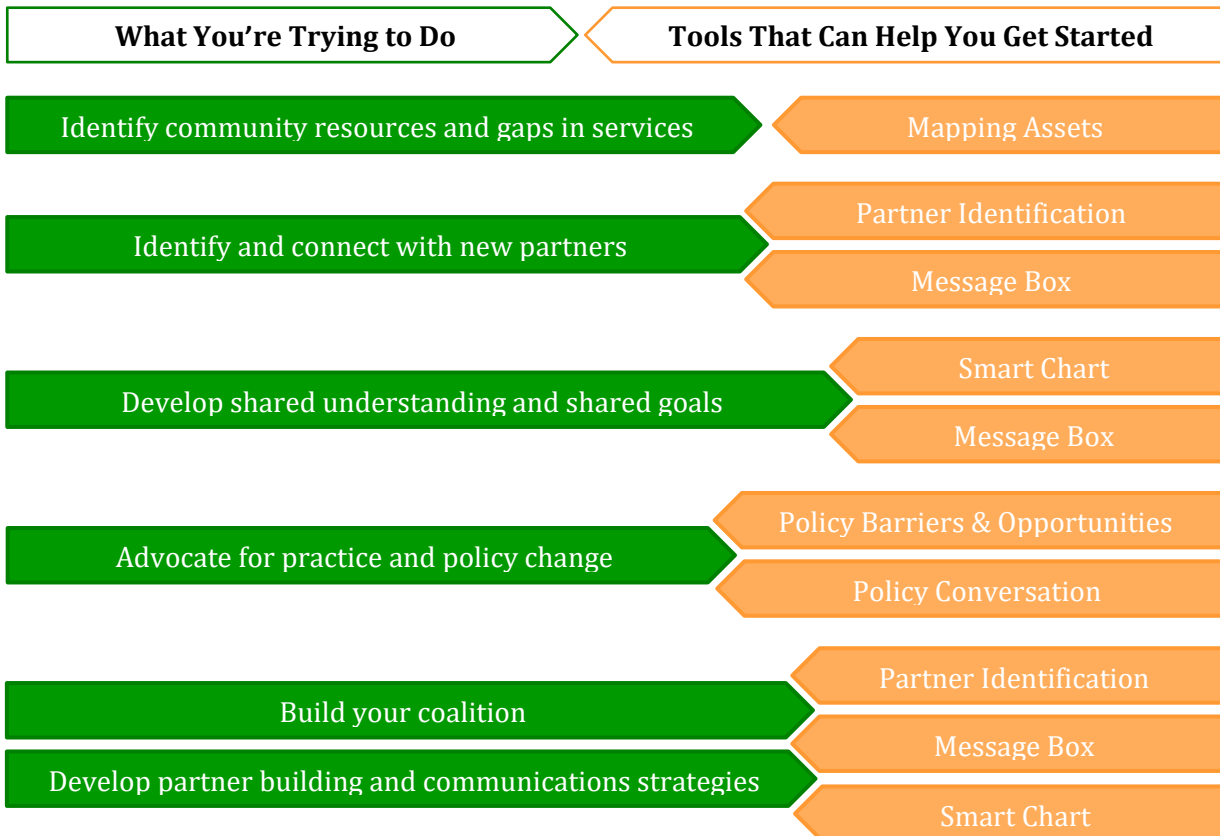 What You're Trying to Do
Tools That Can Help You Get Started
Identify community resources and gaps in services
Mapping Assets
Identify and connect with new partners
Partner Identification
Message Box
Develop shared understanding and shared goals
Smart Chart
Message Box
Advocate for practice and policy change
Policy Barriers & Opportunities
Policy Conversation
Build your coalition
Develop partner building and communications strategies
Partner Identification
Message Box
Smart Chart